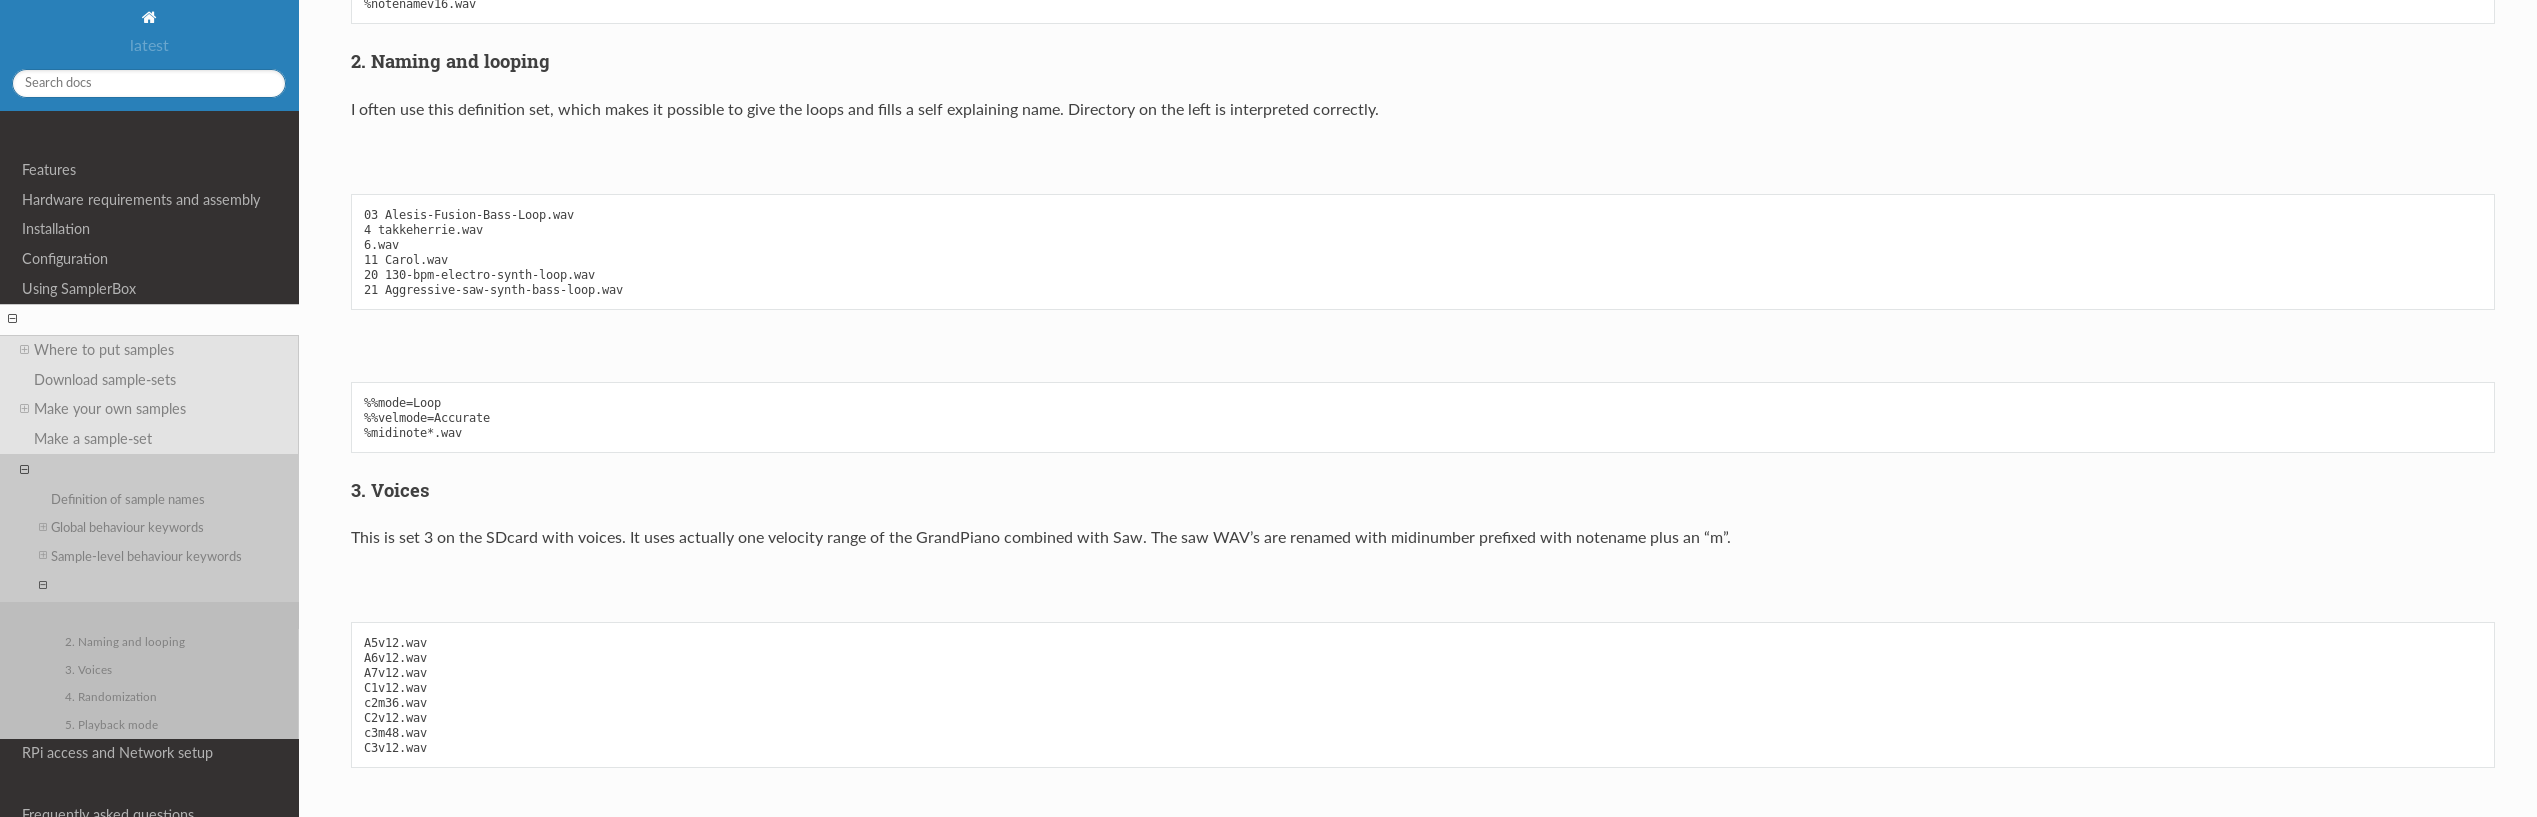 latest
Search docs
Features
Hardware requirements and assembly
Installation
Configuration
Using SamplerBox
Where to put samples
Download sample-sets
Make your own samples
Make a sample-set
Definition of sample names
Global behaviour keywords
Sample-level behaviour keywords
2. Naming and looping
3. Voices
4. Randomization
5. Playback mode
RPi access and Network setup
Frequently asked questions
%notenamev16.wav
2. Naming and looping
I often use this definition set, which makes it possible to give the loops and fills a self explaining name. Directory on the left is interpreted correctly.
03 Alesis-Fusion-Bass-Loop.wav
4 takkeherrie.wav
6.wav
11 Carol.wav
20 130-bpm-electro-synth-loop.wav
21 Aggressive-saw-synth-bass-loop.wav
%%mode=Loop
%%velmode=Accurate
%midinote*.wav
3. Voices
This is set 3 on the SDcard with voices. It uses actually one velocity range of the GrandPiano combined with Saw. The saw WAV’s are renamed with midinumber prefixed with notename plus an “m”.
A5v12.wav
A6v12.wav
A7v12.wav
C1v12.wav
c2m36.wav
C2v12.wav
c3m48.wav
C3v12.wav